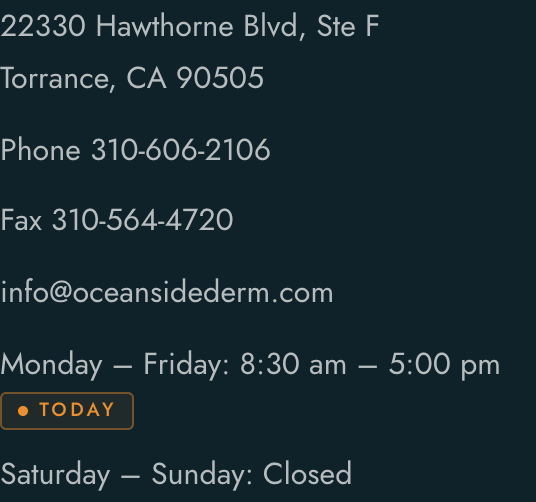 22330 Hawthorne Blvd, Ste F
Torrance, CA 90505
Phone 310-606-2106
Fax 310-564-4720
info@oceansidederm.com
Monday – Friday: 8:30 am – 5:00 pm
TODAY
Saturday – Sunday: Closed